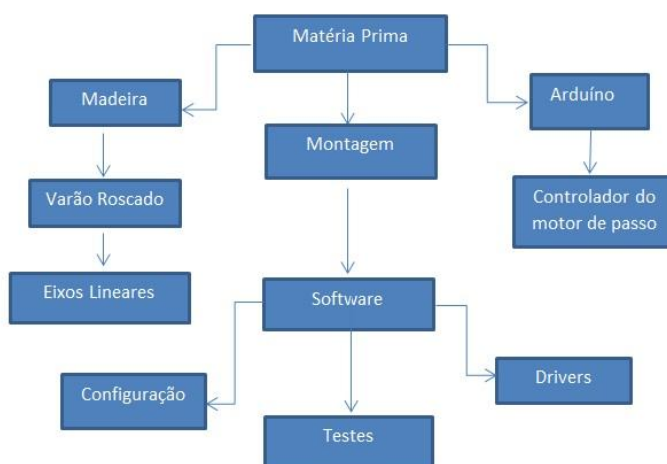 Matéria Prima
Madeira
Arduíno
Montagem
Varão Roscado
Controlador do
motor de passo
Eixos Lineares
Software
Configuração
Drivers
Testes